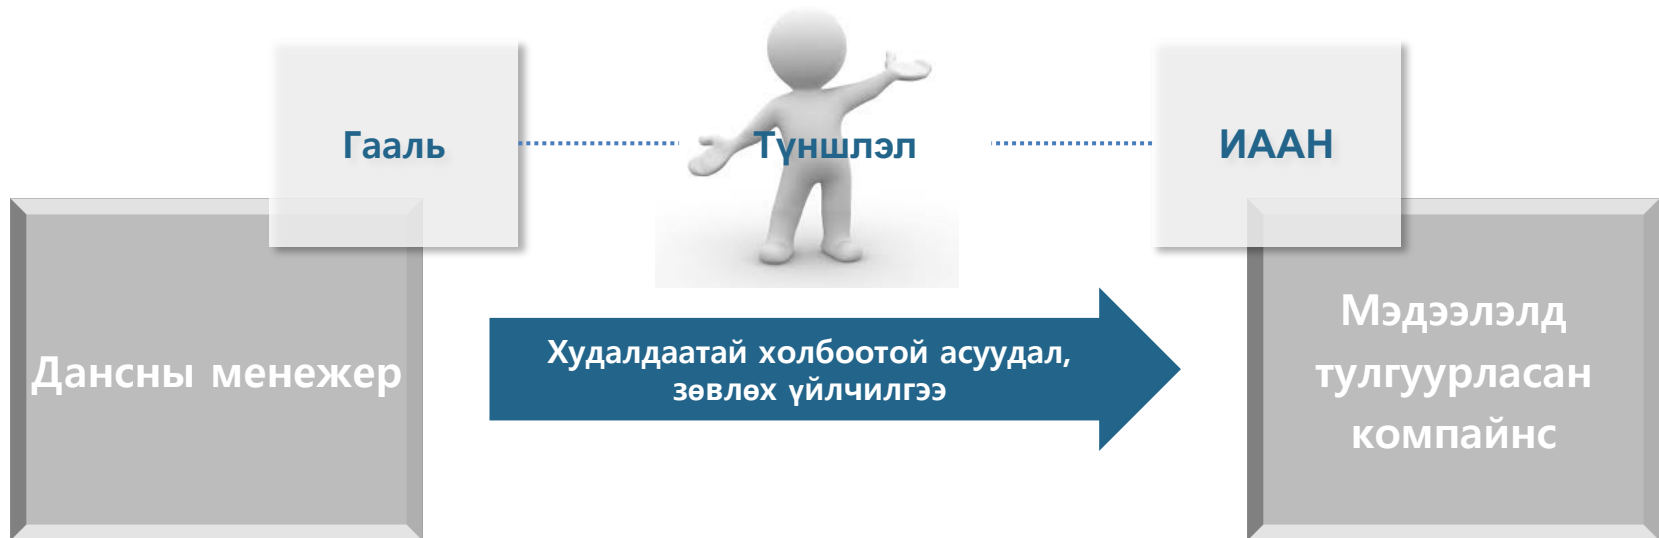 Гааль
Түншлэл
ИААН
Дансны менежер
Худалдаатай холбоотой асуудал,
зөвлөх үйлчилгээ
Мэдээлэлд
тулгуурласан
компайнс